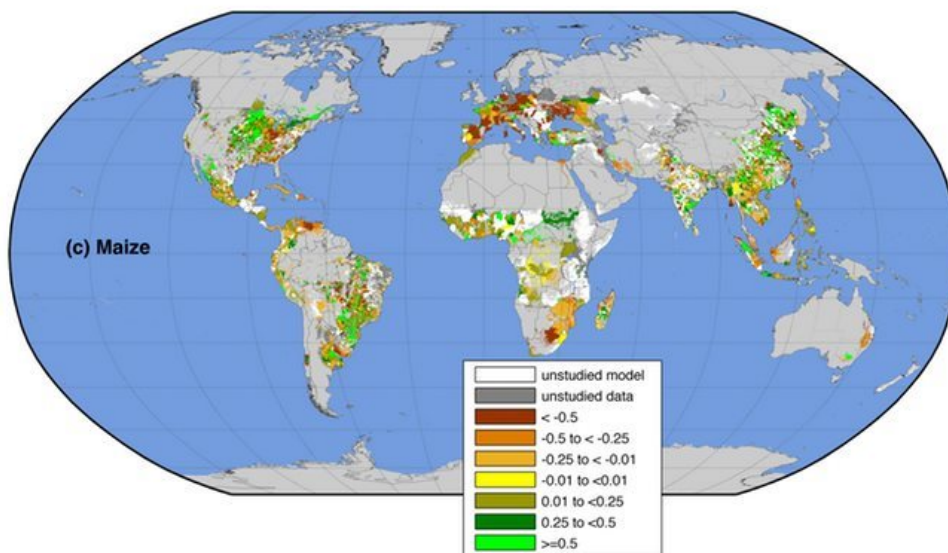 (c) Maize
unstudied model
unstudied data
< -0.5
-0.5 to < -0.25
-0.25 to < -0.01
-0.01 to <0.01
0.01 to <0.25
0.25 to <0.5
>=0.5